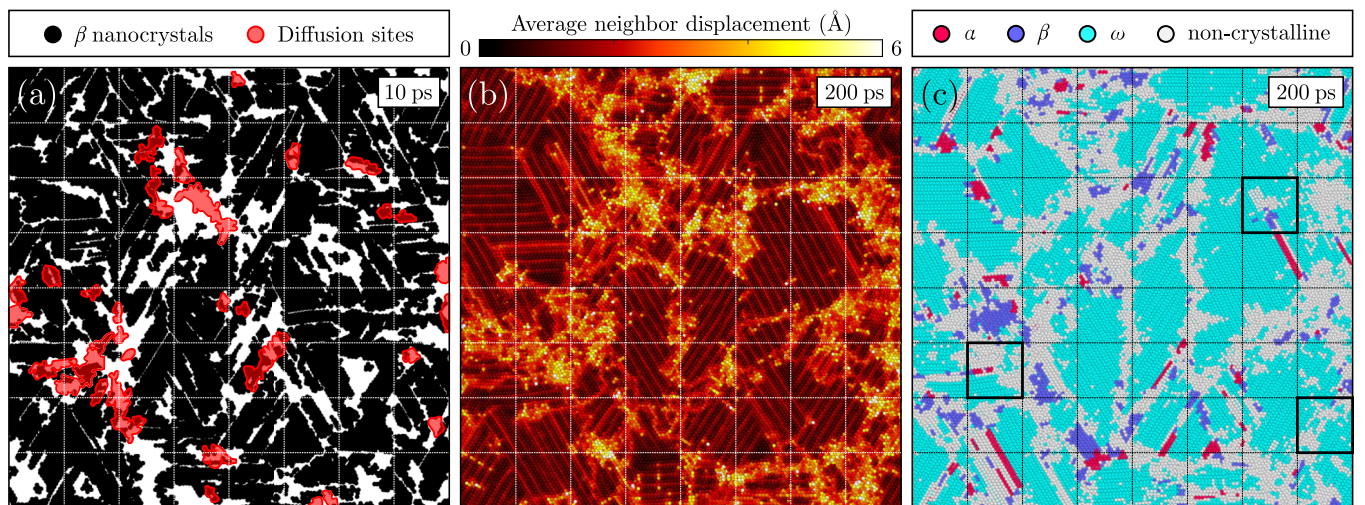 β nanocrystals Diffusion sites
Average neighbor displacement (Å)
0 6
α β ω non-crystalline
(a) 10 ps
(b) 200 ps
(c) 200 ps